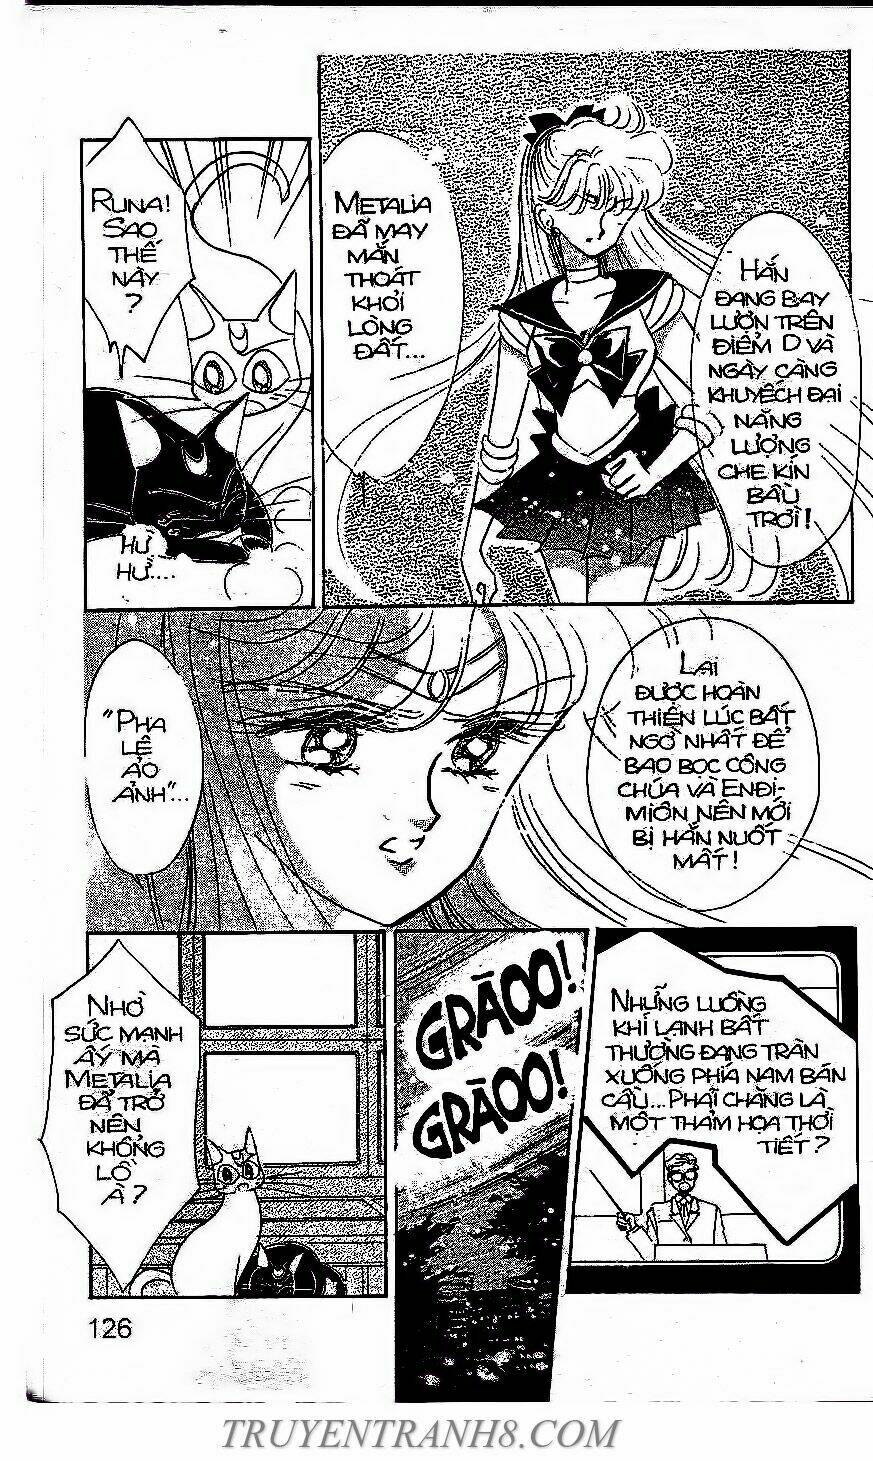 HẮN
ĐANG BAY
LƯỢN TRÊN
ĐIỂM D VÀ
NGÀY CÀNG
KHUYẾCH ĐẠI
NĂNG
LƯỢNG
CHE KÍN
BẦU
TRỜI!
METALIA
ĐÃ MAY
MẮN
THOÁT
KHỎI
LÒNG
ĐẤT...
RUNA!
SAO
THẾ
NÀY
?
HƯ
HƯ....
LẠI
ĐƯỢC HOÀN
THIỆN LÚC BẤT
NGỜ NHẤT ĐỂ
BAO BỌC CÔNG
CHÚA VÀ ENĐI-
MIÔN NÊN MỚI
BỊ HẮN NUỐT
MẤT!
"PHA
LÊ
ẢO
ẢNH"...
NHỮNG LUỒNG
KHÍ LẠNH BẤT
THƯỜNG ĐANG TRÀN
XUỐNG PHÍA NAM BÁN
CẦU...PHẢI CHĂNG LÀ
MỘT THẢM HỌA THỜI
TIẾT?
GRÃOO!
GRÃOO!
NHỜ
SỨC MẠNH
ẤY MÀ
METALIA
ĐÃ TRỞ
NÊN
KHỔNG
LỒ
À?
126
TRUYENTRANH8.COM